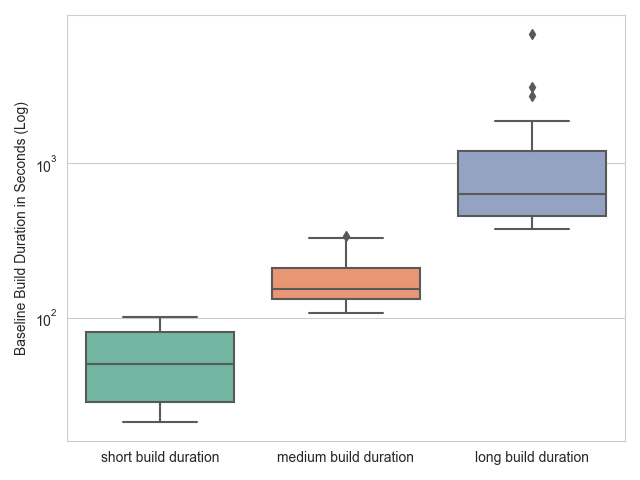 Baseline Build Duration in Seconds (Log)
10³
10²
short build duration
medium build duration
long build duration